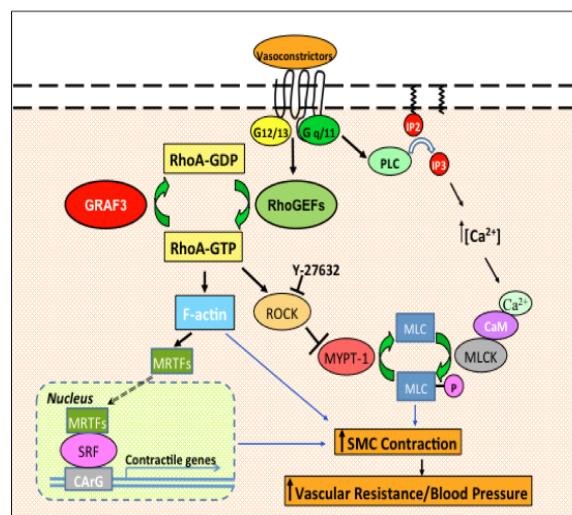 Vasoconstrictors
G12/13
G q/11
IP2
PLC
IP3
RhoA-GDP
GRAF3
RhoGEFs
↑[Ca²⁺]
RhoA-GTP
Y-27632
Ca²⁺
F-actin
ROCK
CaM
MLC
MYPT-1
MLCK
MRTFs
MLC
P
Nucleus
MRTFs
SRF
↑SMC Contraction
Contractile genes
CArG
↑Vascular Resistance/Blood Pressure